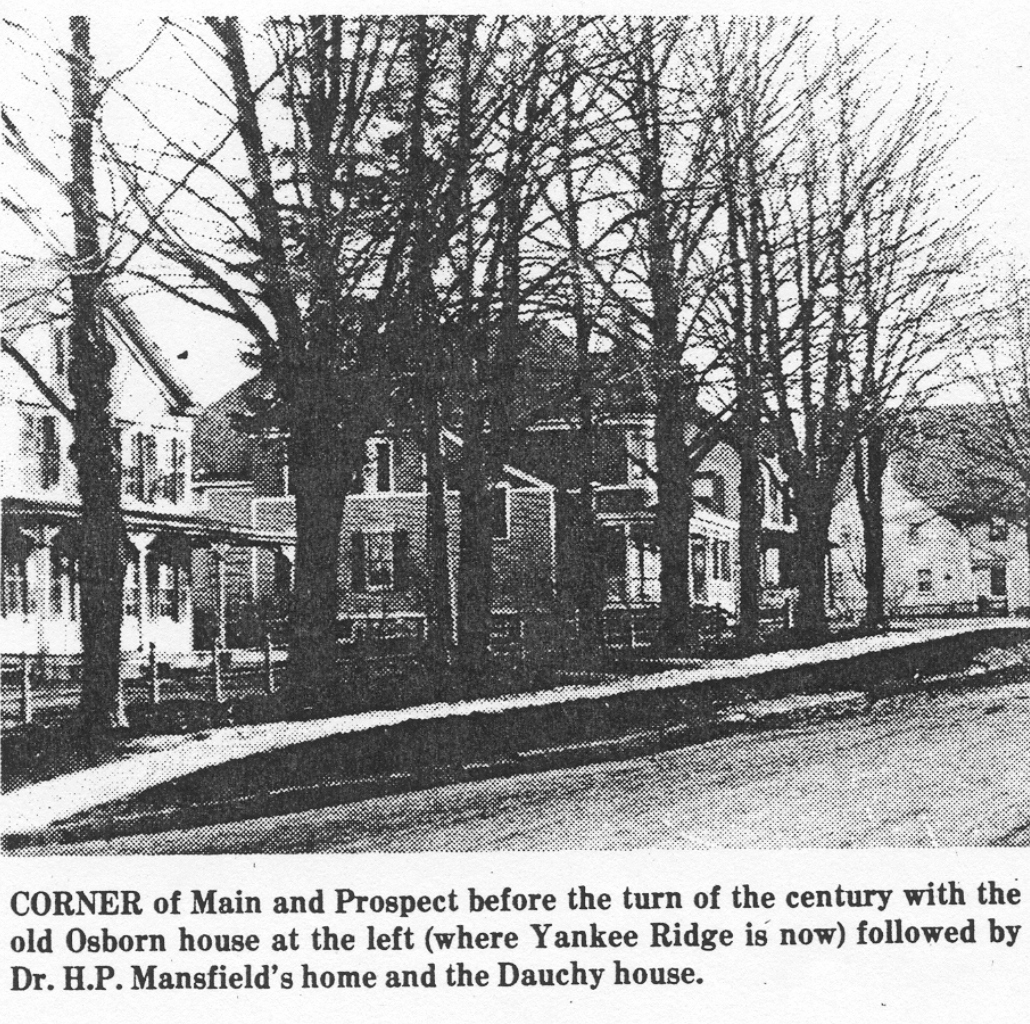 CORNER of Main and Prospect before the turn of the century with the
old Osborn house at the left (where Yankee Ridge is now) followed by
Dr. H.P. Mansfield's home and the Dauchy house.